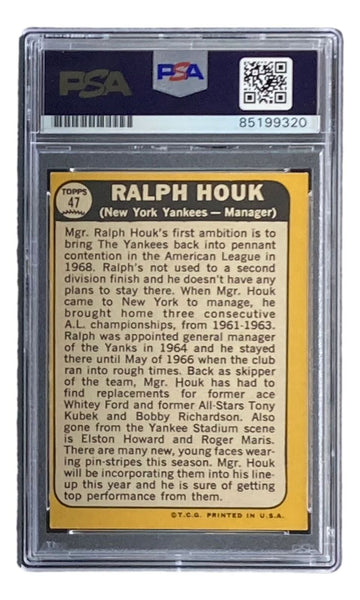 PSA
PSA
85199320
TOPPS
47
RALPH HOUK
(New York Yankees — Manager)
Mgr. Ralph Houk's first ambition is to
bring The Yankees back into pennant
contention in the American League in
1968. Ralph's not used to a second
division finish and he doesn't have any
plans to stay there. When Mgr. Houk
came to New York to manage, he
brought home three consecutive
A.L. championships, from 1961-1963.
Ralph was appointed general manager
of the Yanks in 1964 and he stayed
there until May of 1966 when the club
ran into rough times. Back as skipper
of the team, Mgr. Houk has had to
find replacements for former ace
Whitey Ford and former All-Stars Tony
Kubek and Bobby Richardson. Also
gone from the Yankee Stadium scene
is Elston Howard and Roger Maris.
There are many new, young faces wear-
ing pin-stripes this season. Mgr. Houk
will be incorporating them into his line-
up this year and he is sure of getting
top performance from them.
©T.C.G. PRINTED IN U.S.A.